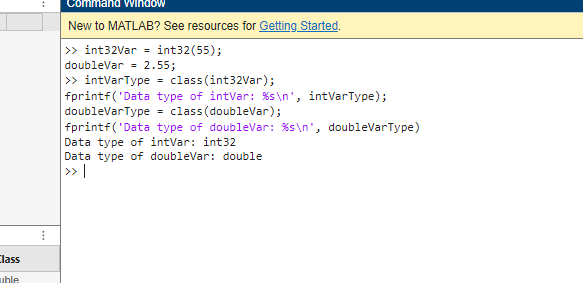 Command Window
New to MATLAB? See resources for Getting Started.
>> int32Var = int32(55);
doubleVar = 2.55;
>> intVarType = class(int32Var);
fprintf('Data type of intVar: %s\n', intVarType);
doubleVarType = class(doubleVar);
fprintf('Data type of doubleVar: %s\n', doubleVarType)
Data type of intVar: int32
Data type of doubleVar: double
>>
lass
uble